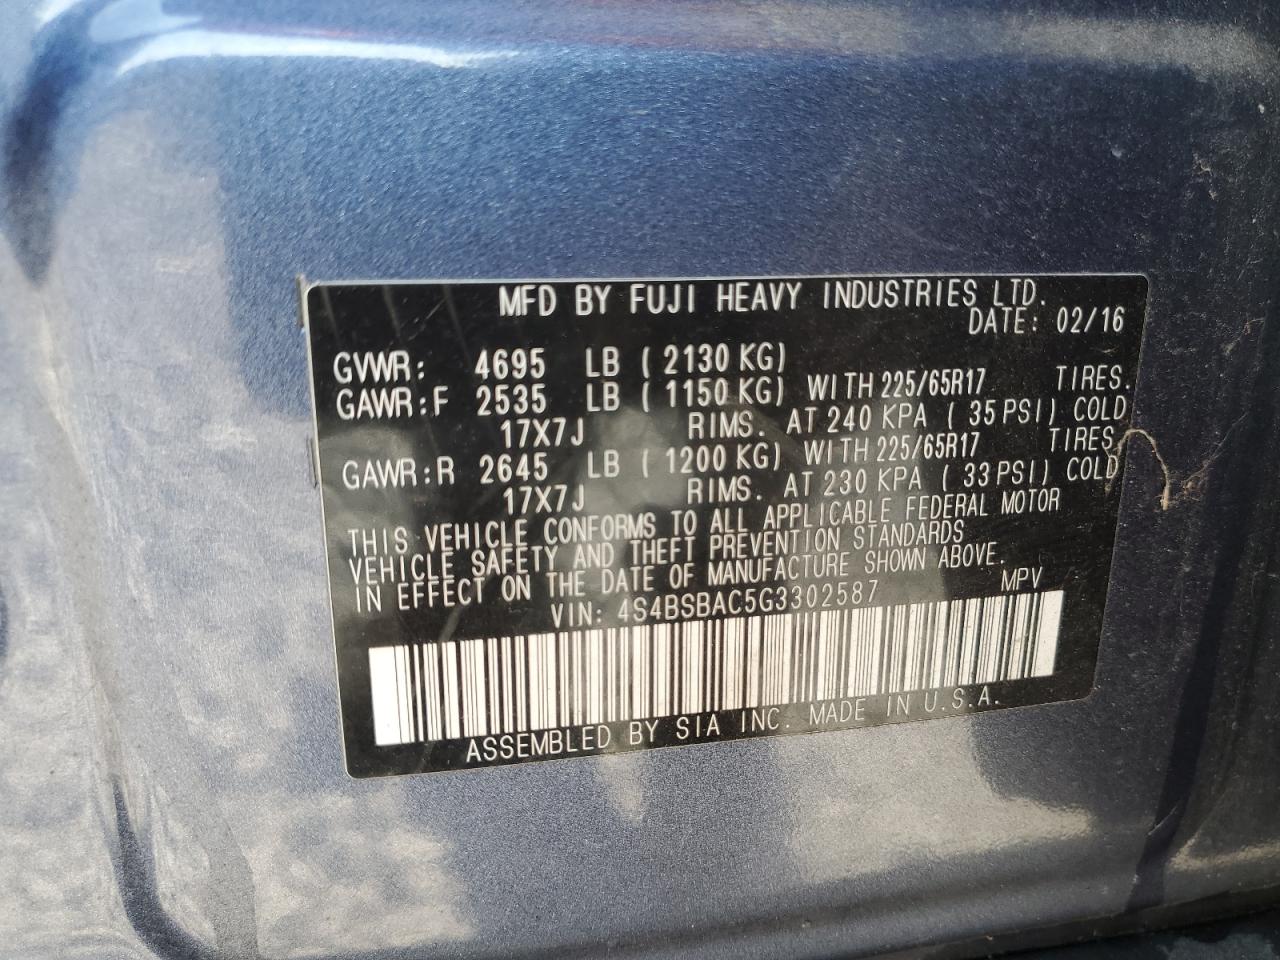 MFD BY FUJI HEAVY INDUSTRIES LTD.
DATE: 02/16
GVWR: 4695 LB ( 2130 KG)
GAWR:F 2535 LB ( 1150 KG) WITH 225/65R17 TIRES.
17X7J RIMS. AT 240 KPA ( 35 PSI) COLD
GAWR:R 2645 LB ( 1200 KG) WITH 225/65R17 TIRES
17X7J RIMS. AT 230 KPA ( 33 PSI) COLD
THIS VEHICLE CONFORMS TO ALL APPLICABLE FEDERAL MOTOR
VEHICLE SAFETY AND THEFT PREVENTION STANDARDS
IN EFFECT ON THE DATE OF MANUFACTURE SHOWN ABOVE.
VIN: 4S4BSBAC5G3302587 MPV
ASSEMBLED BY SIA INC. MADE IN U.S.A.